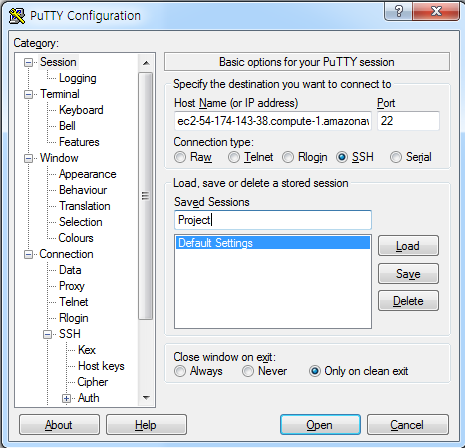 PuTTY Configuration
Category:
Session
Logging
Terminal
Keyboard
Bell
Features
Window
Appearance
Behaviour
Translation
Selection
Colours
Connection
Data
Proxy
Telnet
Rlogin
SSH
Kex
Host keys
Cipher
Auth
Basic options for your PuTTY session
Specify the destination you want to connect to
Host Name (or IP address) Port
ec2-54-174-143-38.compute-1.amazonav 22
Connection type:
Raw Telnet Rlogin SSH Serial
Load, save or delete a stored session
Saved Sessions
Project
Default Settings
Load
Save
Delete
Close window on exit:
Always Never Only on clean exit
About Help Open Cancel